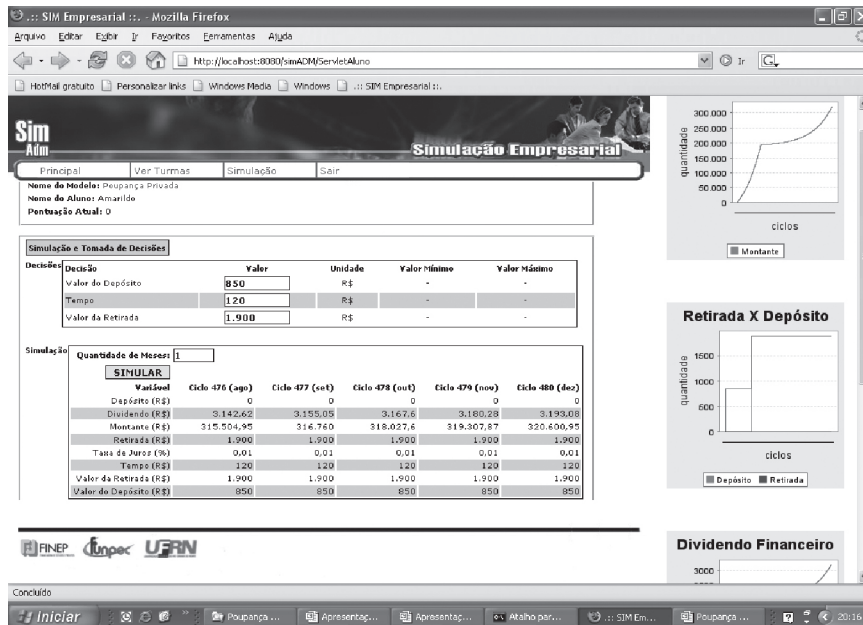 .:: SIM Empresarial ::. - Mozilla Firefox
Arquivo Editar Exibir Ir Favoritos Ferramentas Ajuda
http://localhost:8080/simADM/ServletAluno
Ir
HotMail gratuito Personalizar links Windows Media Windows .:: SIM Empresarial ::.
Sim
Adm
Simulação Empresarial
Principal Ver Turmas Simulação Sair
Nome do Modelo: Poupança Privada
Nome do Aluno: Amarildo
Pontuação Atual: 0
Simulação e Tomada de Decisões
Decisões
Decisão Valor Unidade Valor Mínimo Valor Máximo
Valor do Depósito 850 R$ - -
Tempo 120 R$ - -
Valor da Retirada 1.900 R$ - -
Simulação
Quantidade de Meses: 1
SIMULAR
Variável Ciclo 476 (ago) Ciclo 477 (set) Ciclo 478 (out) Ciclo 479 (nov) Ciclo 480 (dez)
Depósito (R$) 0 0 0 0 0
Dividendo (R$) 3.142,62 3.155,05 3.167,6 3.180,28 3.193,08
Montante (R$) 315.504,95 316.760 318.027,6 319.307,87 320.600,95
Retirada (R$) 1.900 1.900 1.900 1.900 1.900
Taxa de Juros (%) 0,01 0,01 0,01 0,01 0,01
Tempo (R$) 120 120 120 120 120
Valor da Retirada (R$) 1.900 1.900 1.900 1.900 1.900
Valor do Depósito (R$) 850 850 850 850 850
FINEP funpec UFRN
300.000
250.000
200.000
150.000
100.000
50.000
0
quantidade
ciclos
Montante
Retirada X Depósito
1500
1000
500
0
quantidade
ciclos
Depósito Retirada
Dividendo Financeiro
3000
Concluído
Iniciar Poupança ... Apresentaç... Apresentaç... Atalho par... .:: SIM Em... Poupança ... 20:16